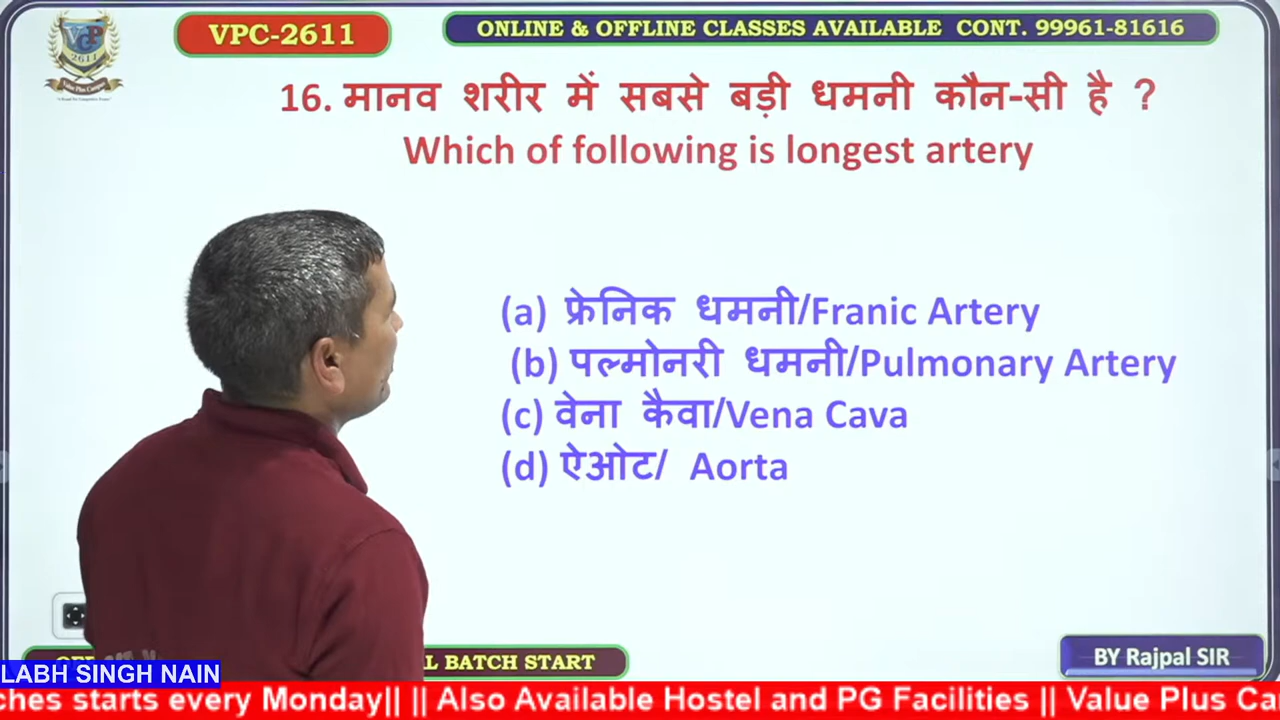 VPC-2611
ONLINE & OFFLINE CLASSES AVAILABLE CONT. 99961-81616
VCP
2611
16. मानव शरीर में सबसे बड़ी धमनी कौन-सी है ?
Which of following is longest artery
(a) फ्रेनिक धमनी/Franic Artery
(b) पल्मोनरी धमनी/Pulmonary Artery
(c) वेना कैवा/Vena Cava
(d) ऐओट/ Aorta
L BATCH START
BY Rajpal SIR
LABH SINGH NAIN
ches starts every Monday|| || Also Available Hostel and PG Facilities || Value Plus Ca